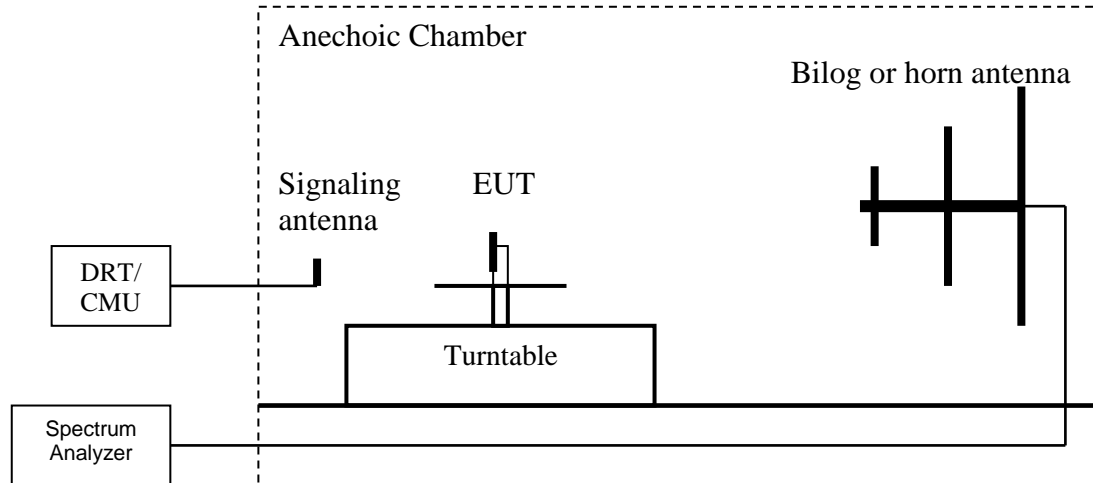 Anechoic Chamber
Bilog or horn antenna
Signaling
antenna
EUT
DRT/
CMU
Turntable
Spectrum
Analyzer